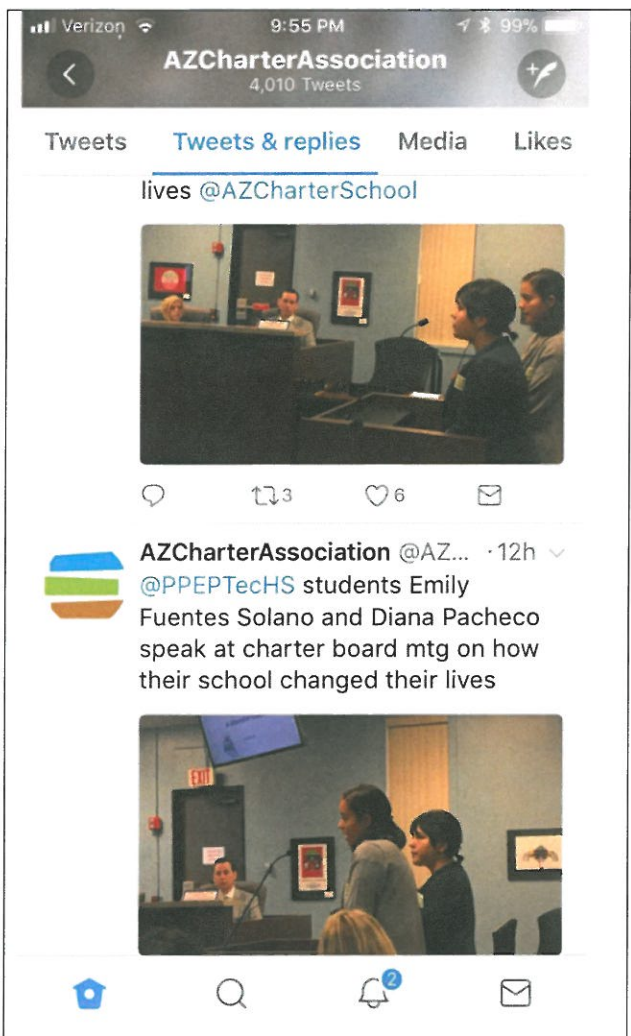 Verizon 9:55 PM 99%
AZCharterAssociation
4,010 Tweets
Tweets Tweets & replies Media Likes
lives @AZCharterSchool
3 6
AZCharterAssociation @AZ... · 12h
@PPEPTecHS students Emily
Fuentes Solano and Diana Pacheco
speak at charter board mtg on how
their school changed their lives
EXIT
2